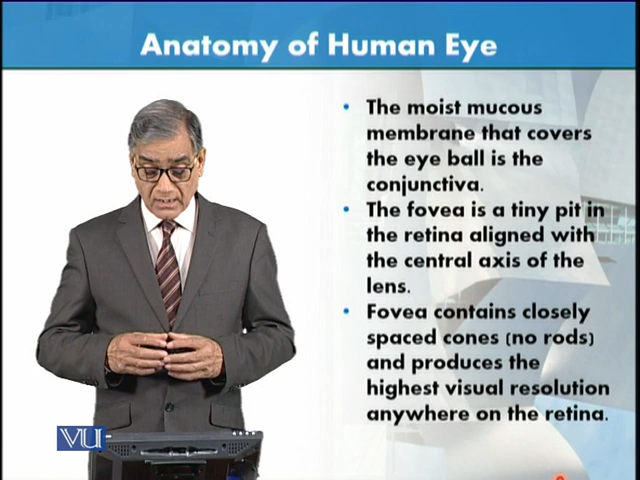 Anatomy of Human Eye
• The moist mucous
membrane that covers
the eye ball is the
conjunctiva.
• The fovea is a tiny pit in
the retina aligned with
the central axis of the
lens.
• Fovea contains closely
spaced cones (no rods)
and produces the
highest visual resolution
anywhere on the retina.
VU